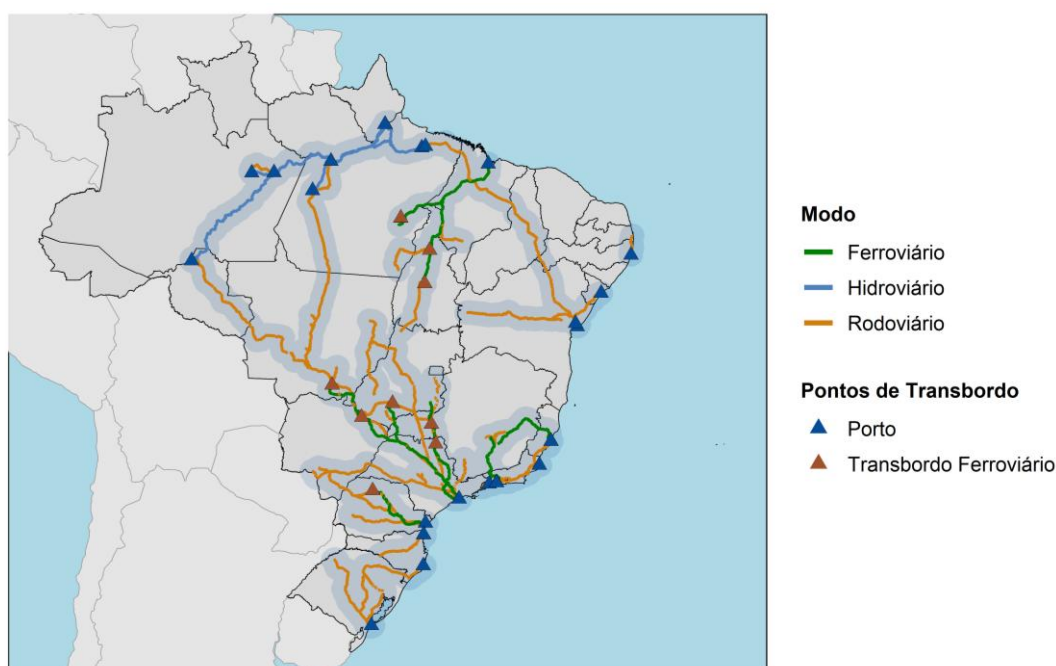 Modo
Ferroviário
Hidroviário
Rodoviário
Pontos de Transbordo
Porto
Transbordo Ferroviário